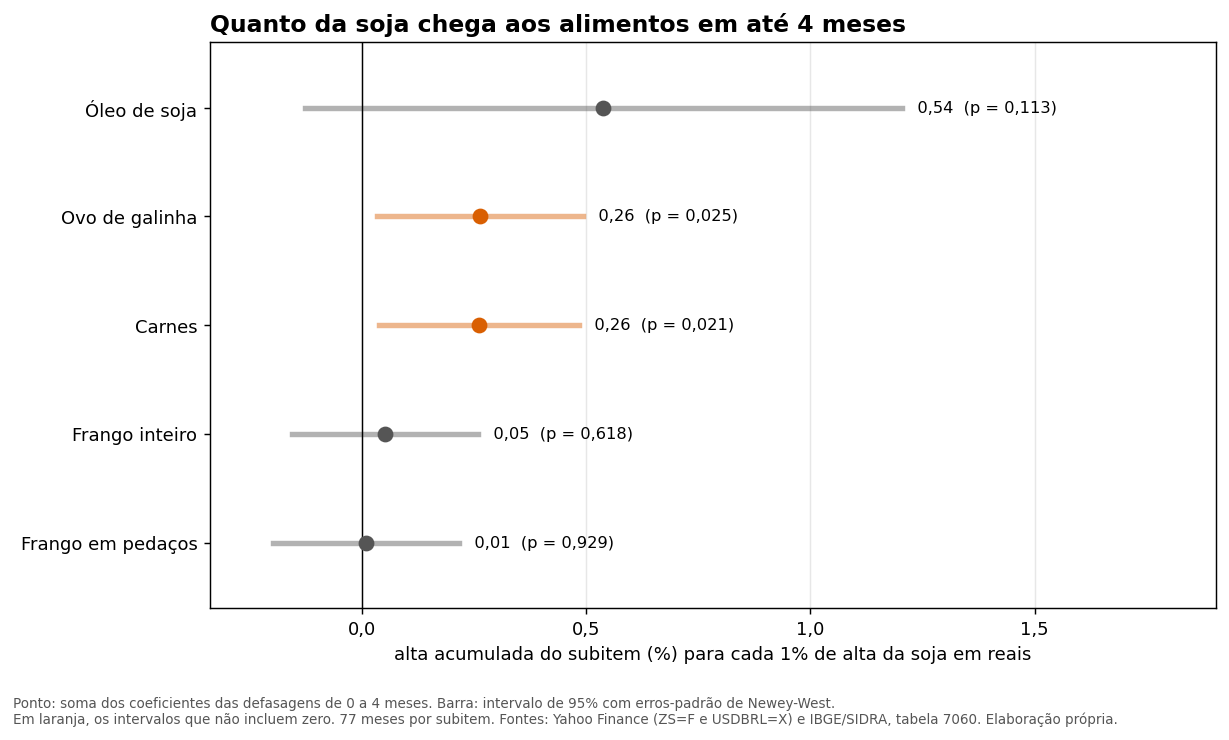 Quanto da soja chega aos alimentos em até 4 meses
Óleo de soja
0,54 (p = 0,113)
Ovo de galinha
0,26 (p = 0,025)
Carnes
0,26 (p = 0,021)
Frango inteiro
0,05 (p = 0,618)
Frango em pedaços
0,01 (p = 0,929)
0,0 0,5 1,0 1,5
alta acumulada do subitem (%) para cada 1% de alta da soja em reais
Ponto: soma dos coeficientes das defasagens de 0 a 4 meses. Barra: intervalo de 95% com erros-padrão de Newey-West.
Em laranja, os intervalos que não incluem zero. 77 meses por subitem. Fontes: Yahoo Finance (ZS=F e USDBRL=X) e IBGE/SIDRA, tabela 7060. Elaboração própria.